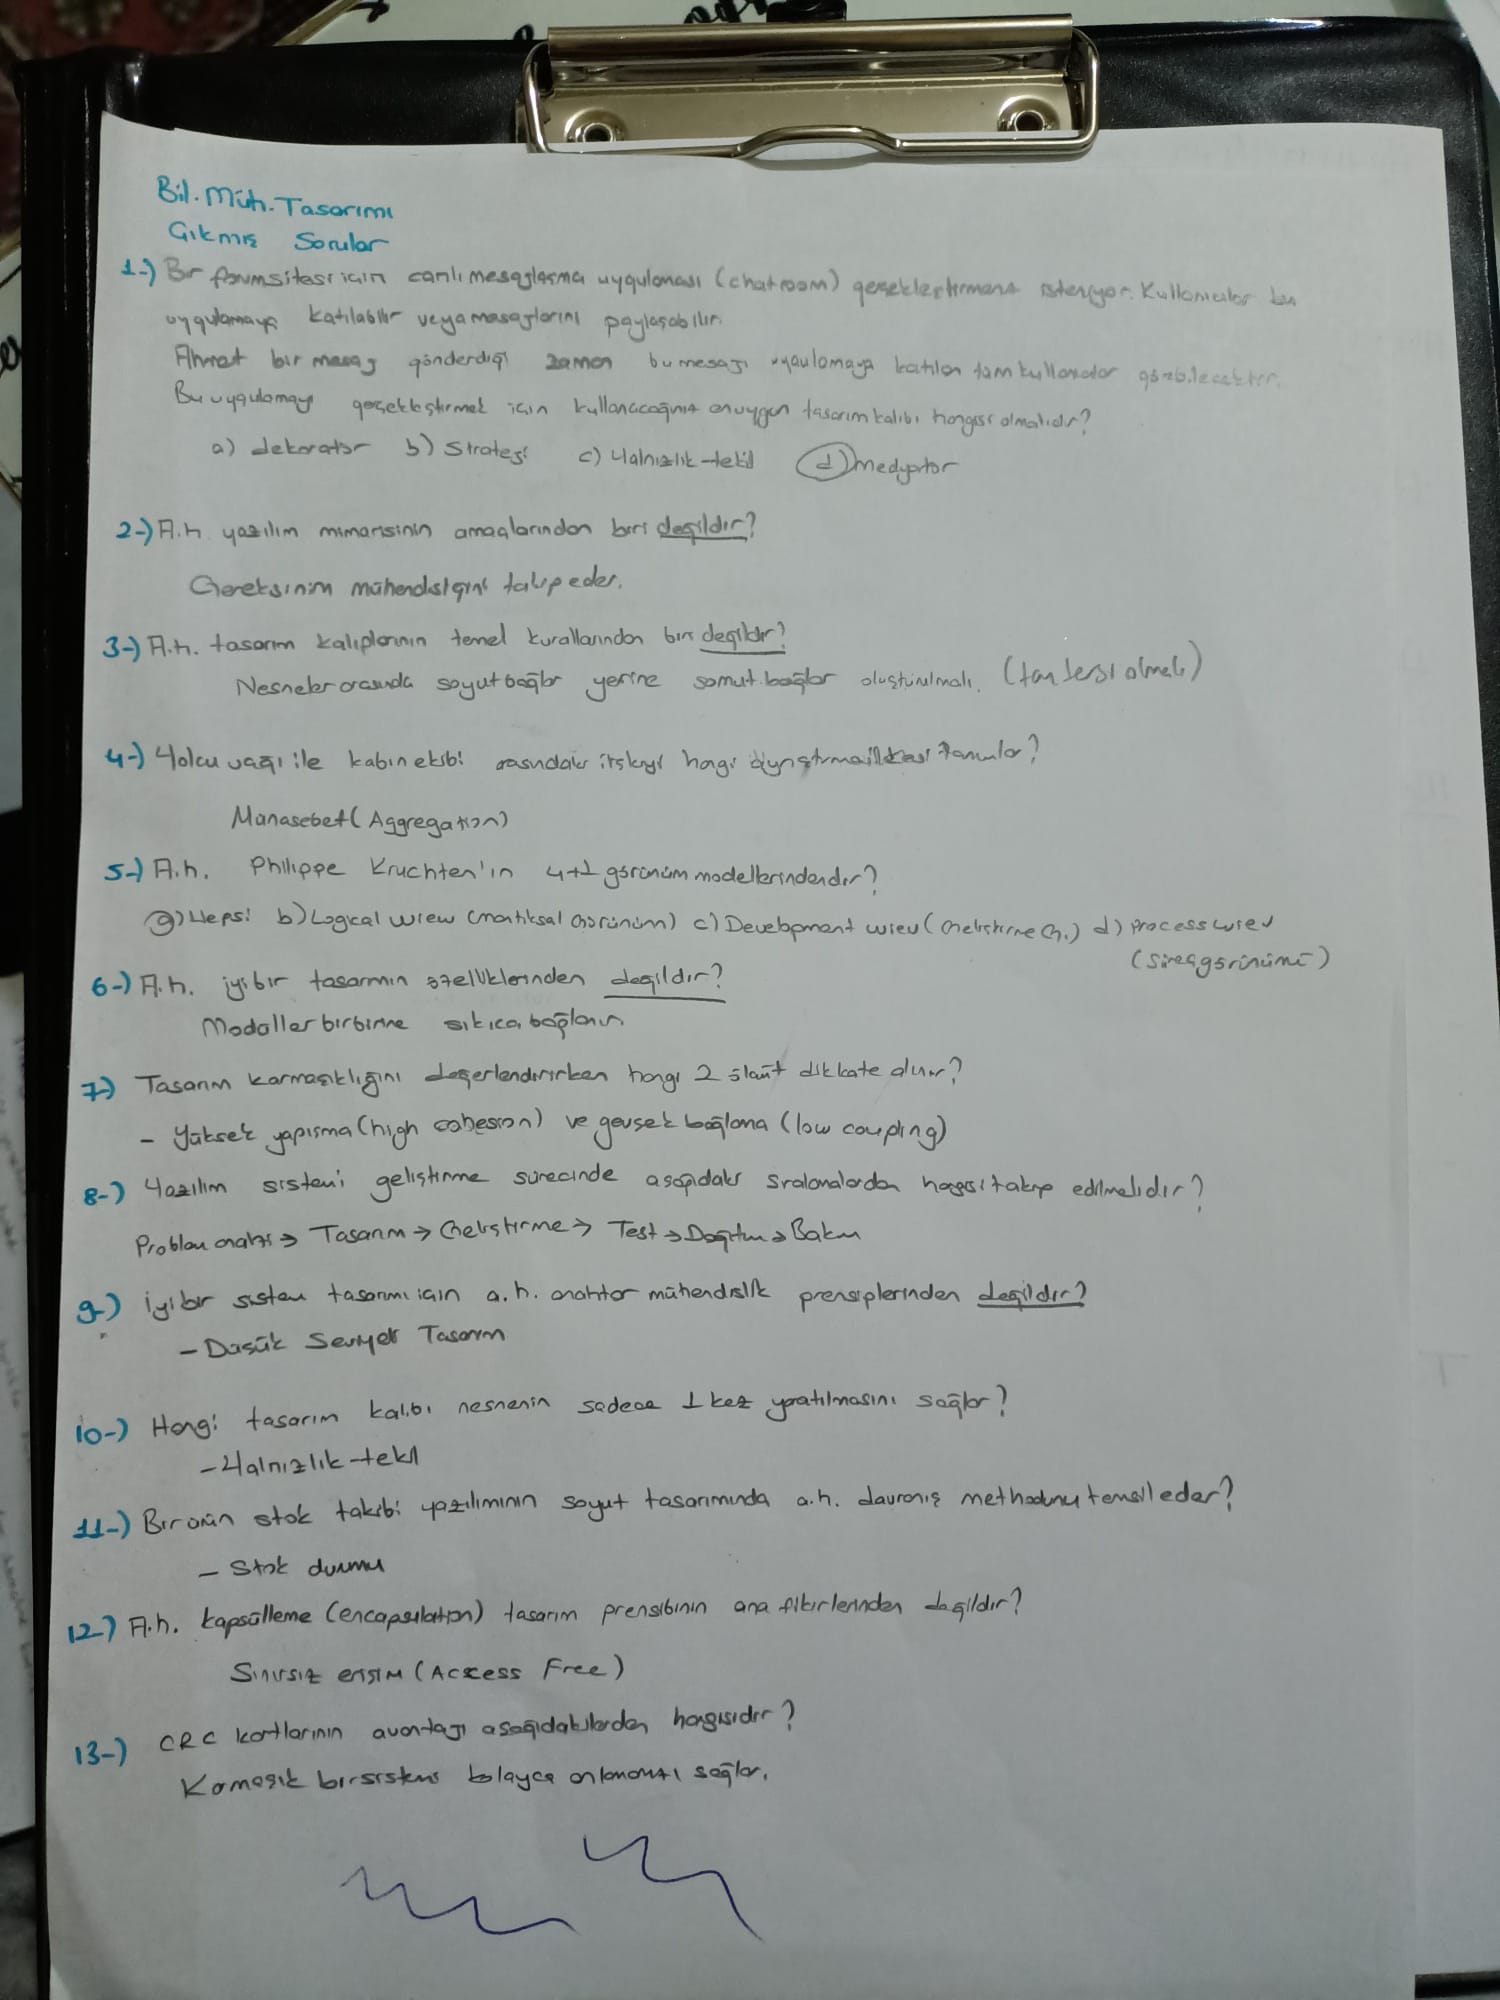 Bil. Müh. Tasarımı
Çıkmış Sorular
1-) Bir forum sitesi için canlı mesajlaşma uygulaması (chatroom) gerçekleştirmeniz isteniyor. Kullanıcılar bu
uygulamaya katılabilir veya mesajlarını paylaşabilir.
Ahmet bir mesaj gönderdiği zaman bu mesajı uygulamaya katılan tüm kullanıcılar görebilecektir.
Bu uygulamayı gerçekleştirmek için kullanacağınız en uygun tasarım kalıbı hangisi olmalıdır?
a) dekoratör b) Strateji c) Yalnızlık-tekil d) medyatör
2-) A.h. yazılım mimarisinin amaçlarından biri değildir?
Gereksinim mühendisliğini takip eder.
3-) A.h. tasarım kalıplarının temel kurallarından biri değildir?
Nesneler arasında soyut bağlar yerine somut bağlar oluşturulmalı. (tam tersi olmalı)
4-) Yolcu uçağı ile kabin ekibi arasındaki ilişkiyi hangi ayrıştırma ilkesi tanımlar?
Münasebet (Aggregation)
5-) A.h. Philippe Kruchten'in 4+1 görünüm modellerindendir?
a) Hepsi b) Logical wiew (mantıksal Görünüm) c) Development wiew (Geliştirme G.) d) Process wiew
(Süreç görünümü)
6-) A.h. iyi bir tasarımın özelliklerinden değildir?
Modüller birbirine sıkıca bağlanır
7-) Tasarım karmaşıklığını değerlendirirken hangi 2 ölçüt dikkate alınır?
- Yüksek yapışma (high cohesion) ve gevşek bağlama (low coupling)
8-) Yazılım sistemi geliştirme sürecinde aşağıdaki sıralamalardan hangisi takip edilmelidir?
Problem analizi → Tasarım → Geliştirme → Test → Dağıtım → Bakım
9-) İyi bir sistem tasarımı için a.h. anahtar mühendislik prensiplerinden değildir?
- Düşük Seviyeli Tasarım
10-) Hangi tasarım kalıbı nesnenin sadece 1 kez yaratılmasını sağlar?
- Yalnızlık-tekil
11-) Bir ürün stok takibi yazılımının soyut tasarımında a.h. davranış methodunu temsil eder?
- Stok durumu
12-) A.h. kapsülleme (encapsulation) tasarım prensibinin ana fikirlerinden değildir?
Sınırsız erişim (Access Free)
13-) CRC kartlarının avantajı aşağıdakilerden hangisidir?
Karmaşık bir sistemi kolayca anlamamızı sağlar.